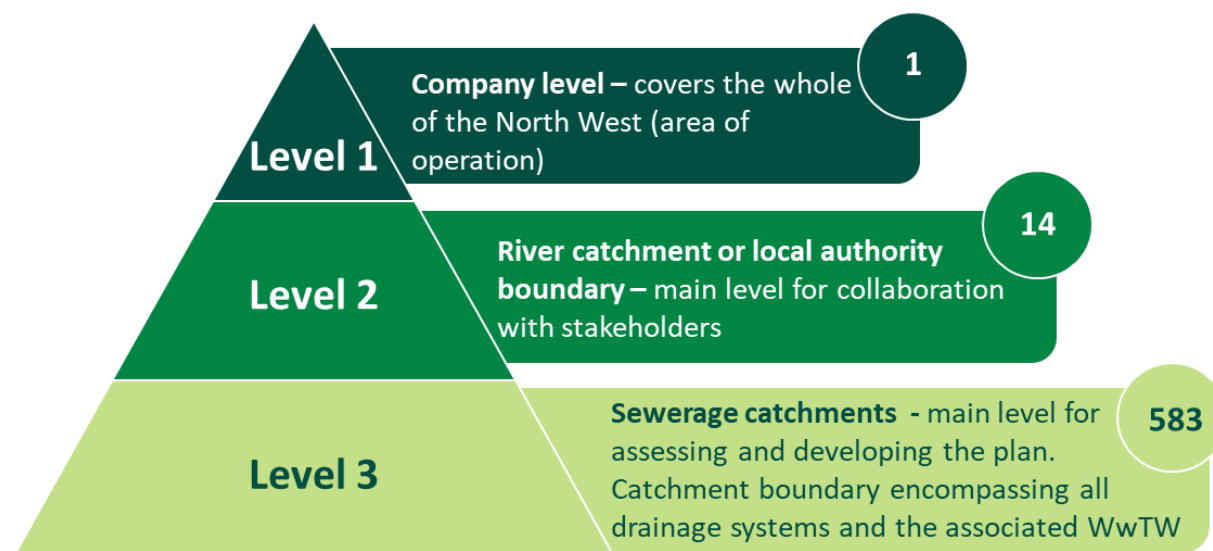 1
Company level – covers the whole
of the North West (area of
operation)
Level 1
14
River catchment or local authority
boundary – main level for collaboration
with stakeholders
Level 2
583
Sewerage catchments - main level for
assessing and developing the plan.
Catchment boundary encompassing all
drainage systems and the associated WwTW
Level 3